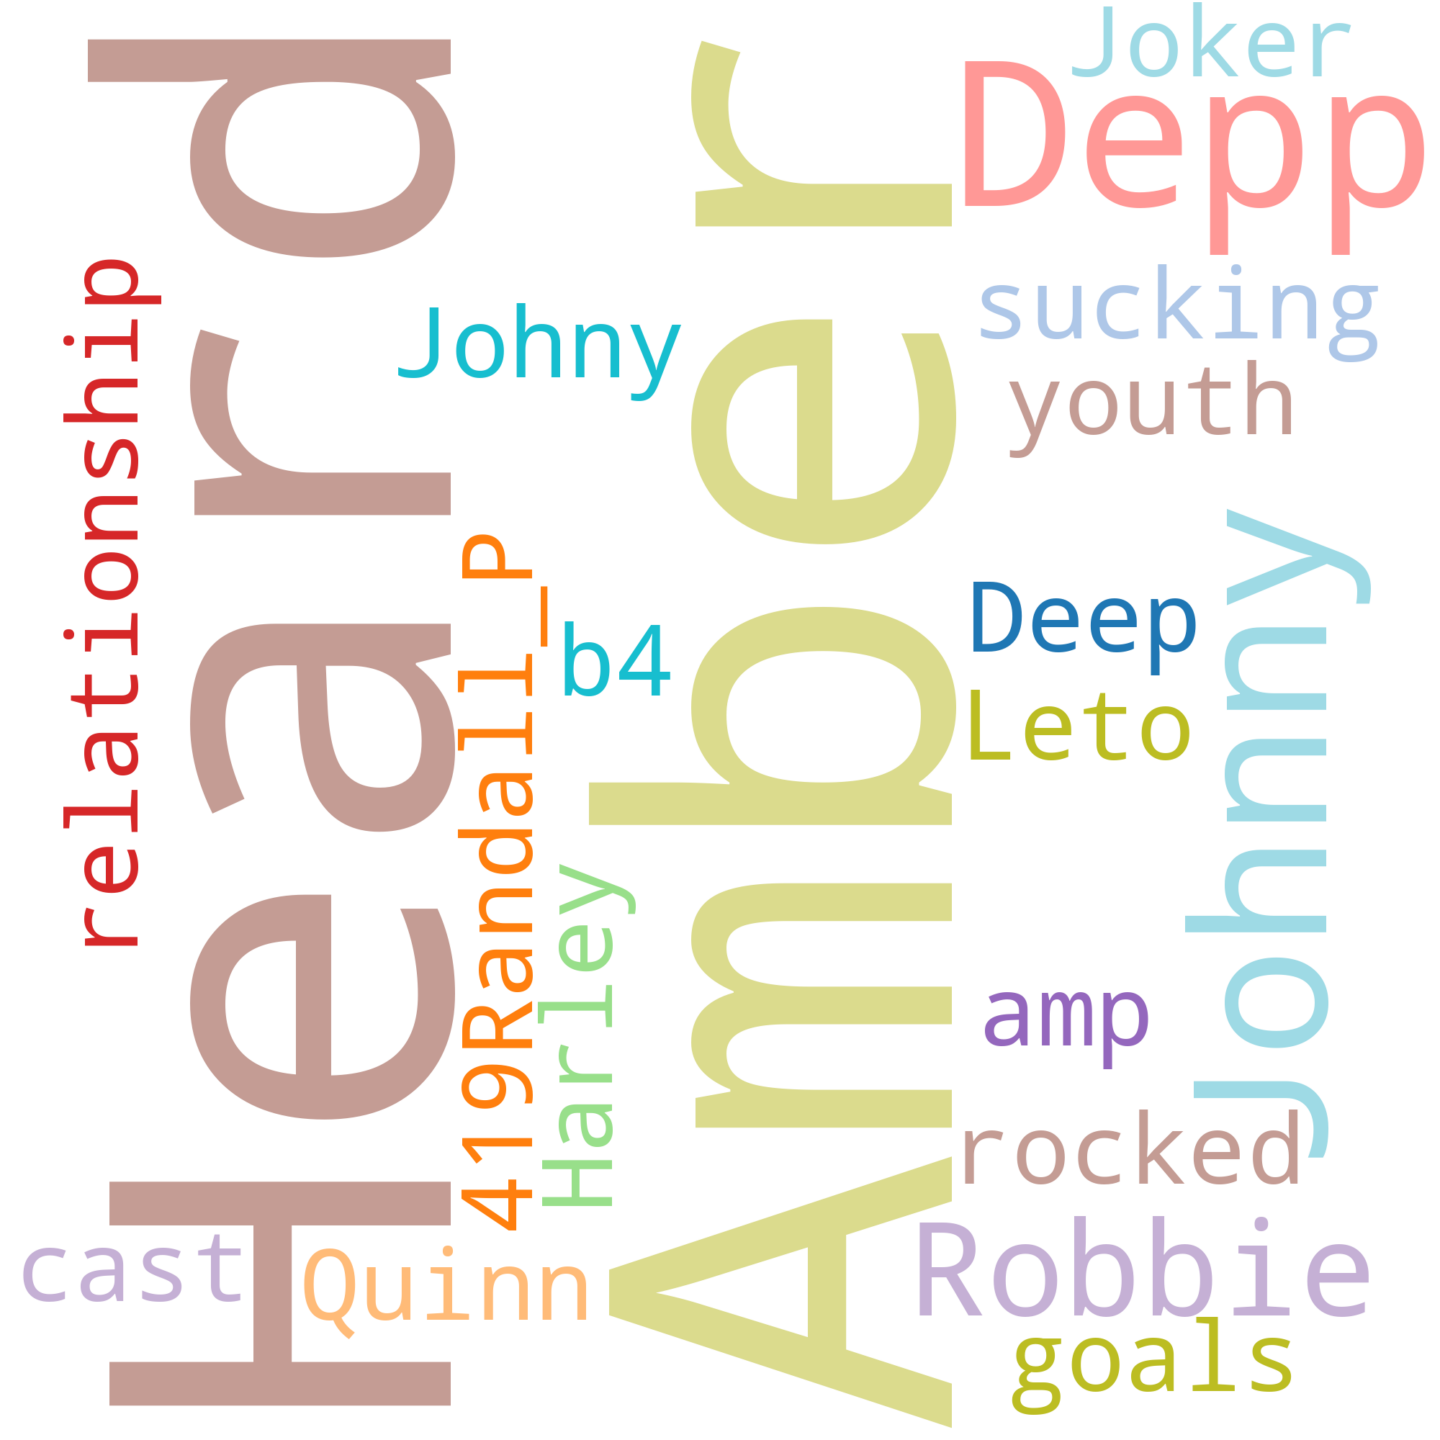 Joker
Depp
Heard
Amber
relationship
Johny
sucking
youth
419Randall_P
b4
Deep
Leto
Johnny
Harley
amp
rocked
cast
Quinn
Robbie
goals